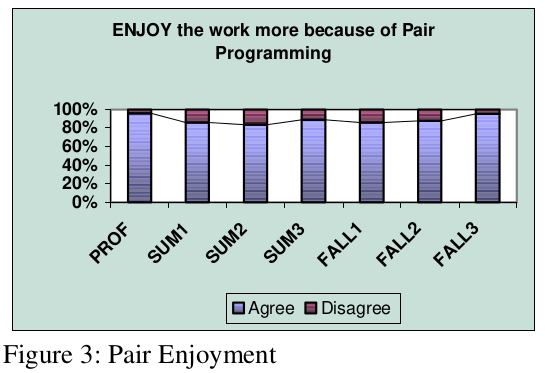 ENJOY the work more because of Pair
Programming
100%
80%
60%
40%
20%
0%
PROF
SUM1
SUM2
SUM3
FALL1
FALL2
FALL3
Agree
Disagree
Figure 3: Pair Enjoyment